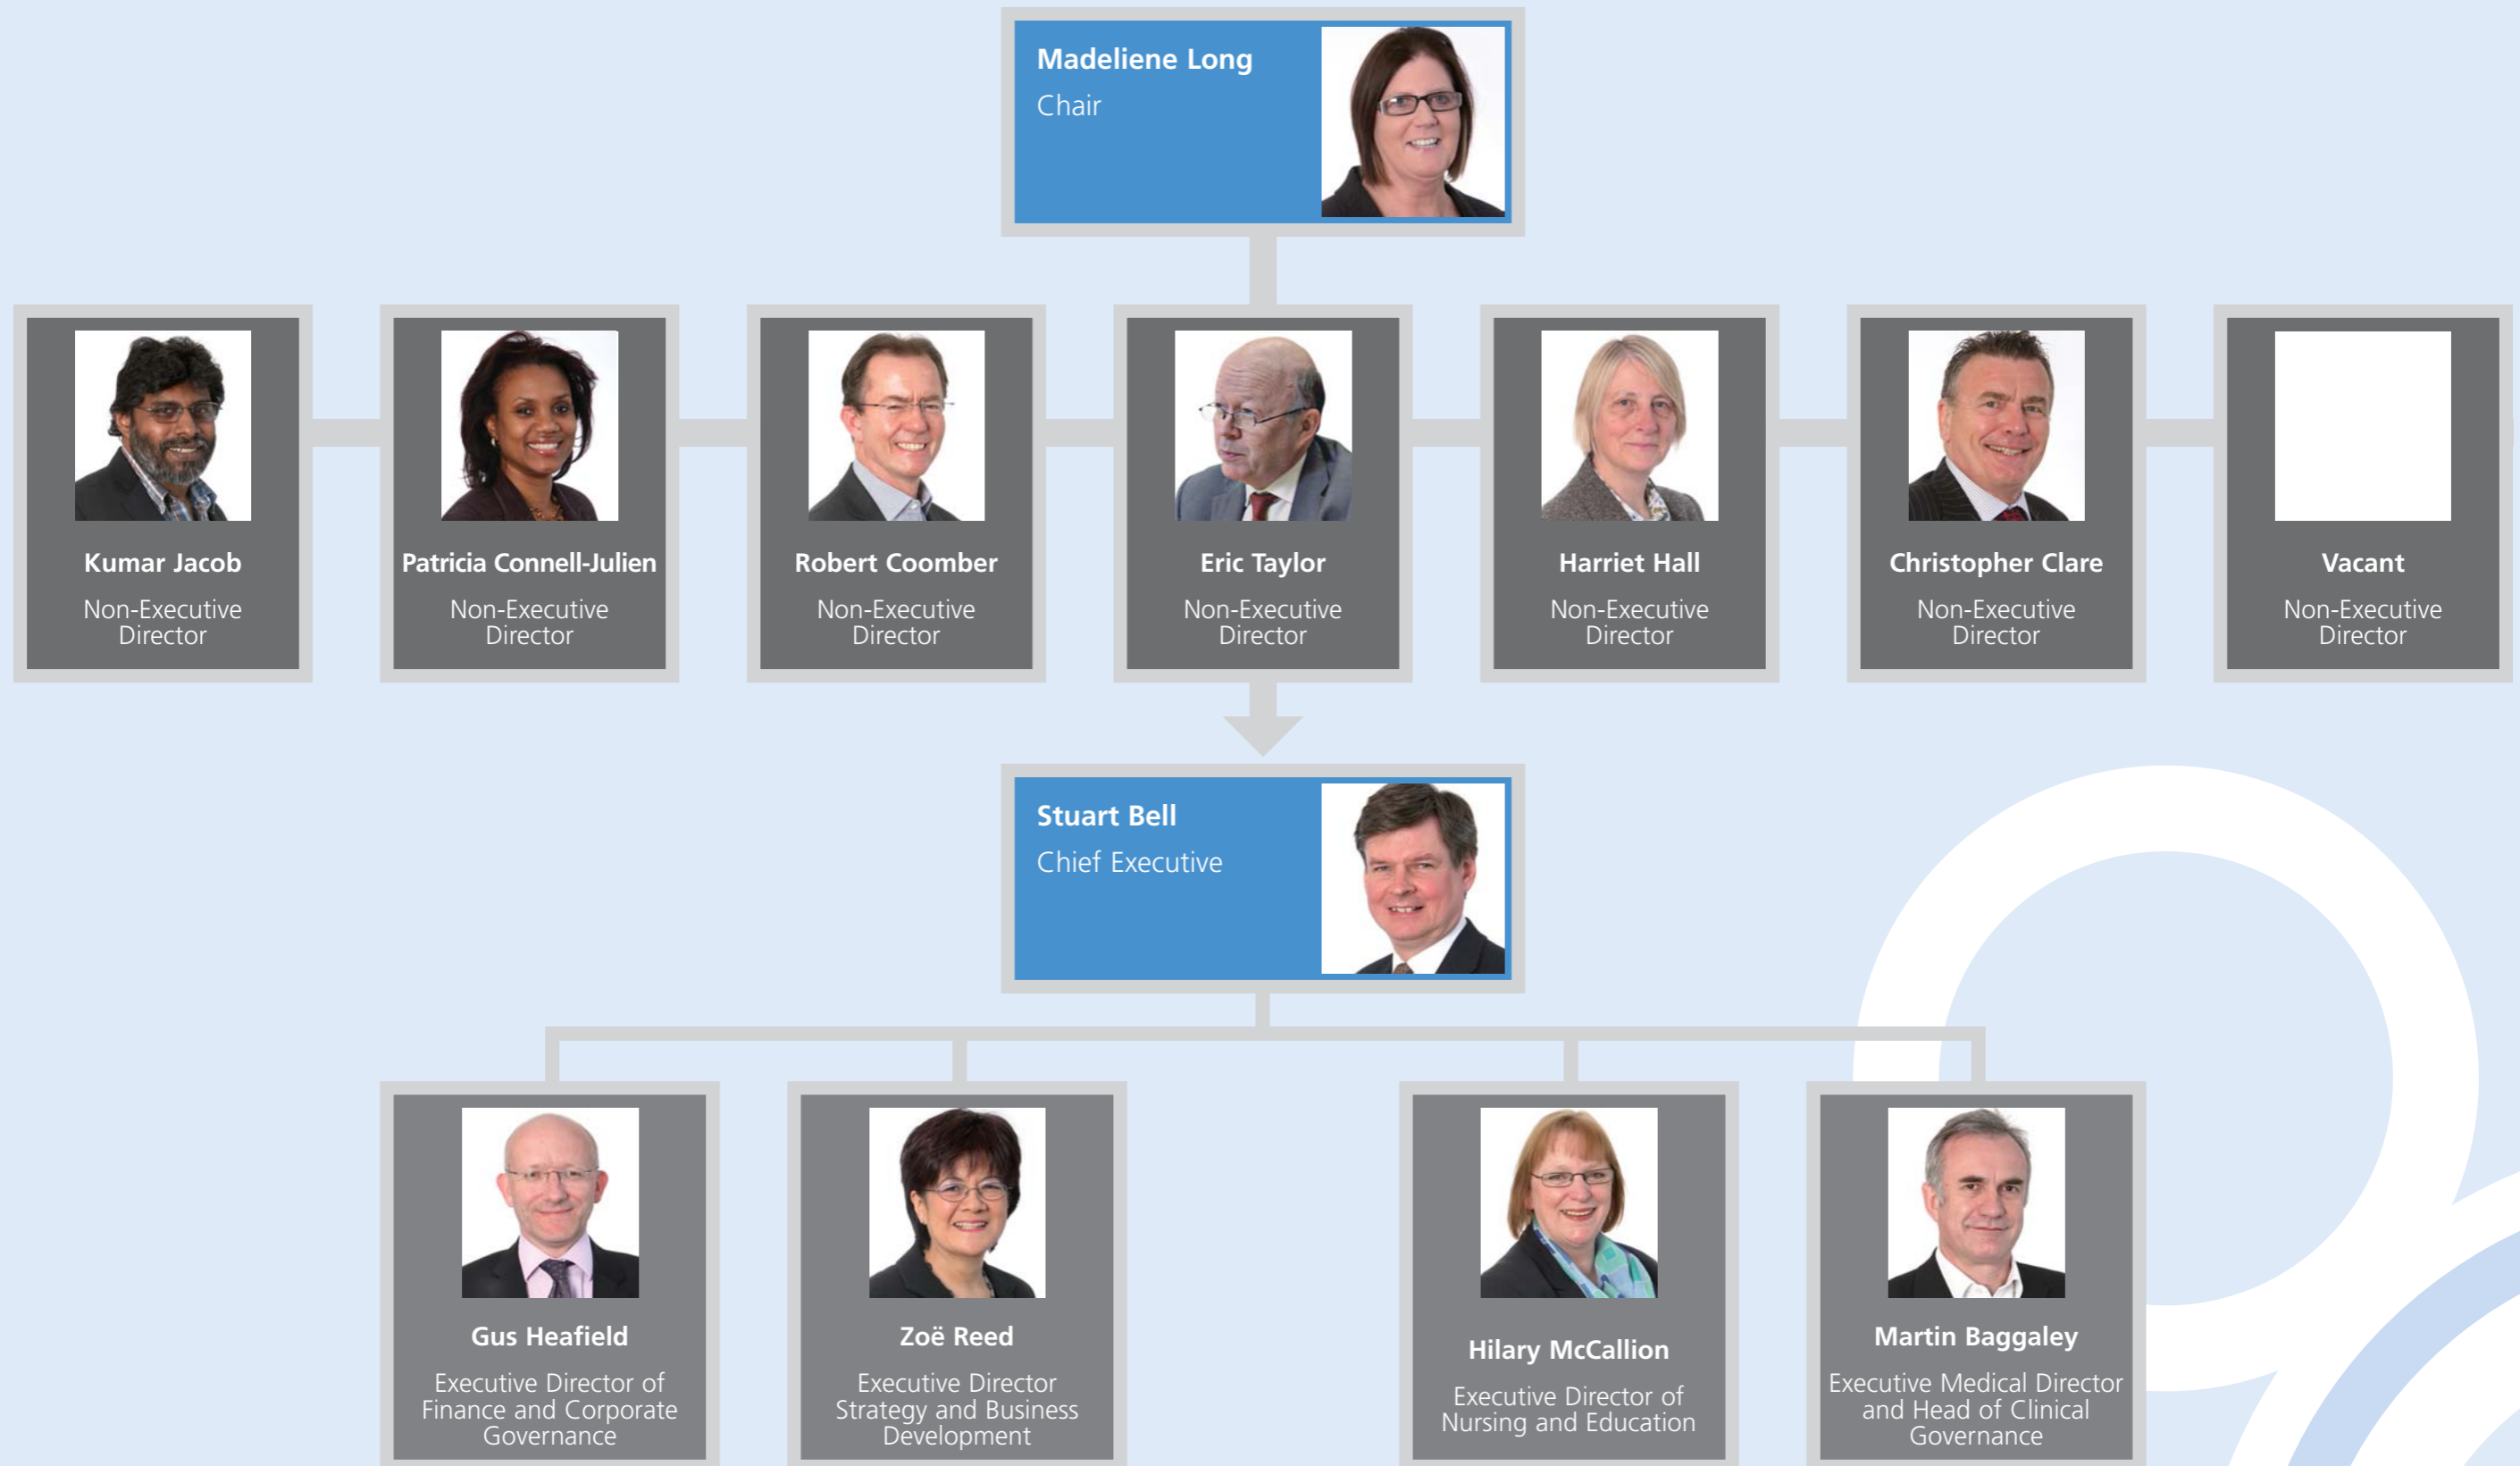 Madeliene Long
Chair
Kumar Jacob
Non-Executive
Director
Patricia Connell-Julien
Non-Executive
Director
Robert Coomber
Non-Executive
Director
Eric Taylor
Non-Executive
Director
Harriet Hall
Non-Executive
Director
Christopher Clare
Non-Executive
Director
Vacant
Non-Executive
Director
Stuart Bell
Chief Executive
Gus Heafield
Executive Director of
Finance and Corporate
Governance
Zoë Reed
Executive Director
Strategy and Business
Development
Hilary McCallion
Executive Director of
Nursing and Education
Martin Baggaley
Executive Medical Director
and Head of Clinical
Governance